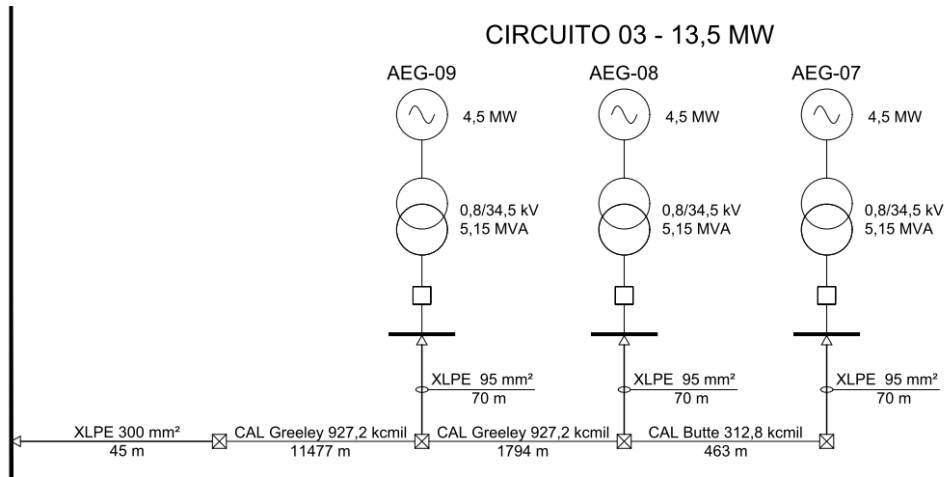 CIRCUITO 03 - 13,5 MW
AEG-09
AEG-08
AEG-07
4,5 MW
4,5 MW
4,5 MW
0,8/34,5 kV
5,15 MVA
0,8/34,5 kV
5,15 MVA
0,8/34,5 kV
5,15 MVA
XLPE 95 mm²
70 m
XLPE 95 mm²
70 m
XLPE 95 mm²
70 m
XLPE 300 mm²
45 m
CAL Greeley 927,2 kcmil
11477 m
CAL Greeley 927,2 kcmil
1794 m
CAL Butte 312,8 kcmil
463 m